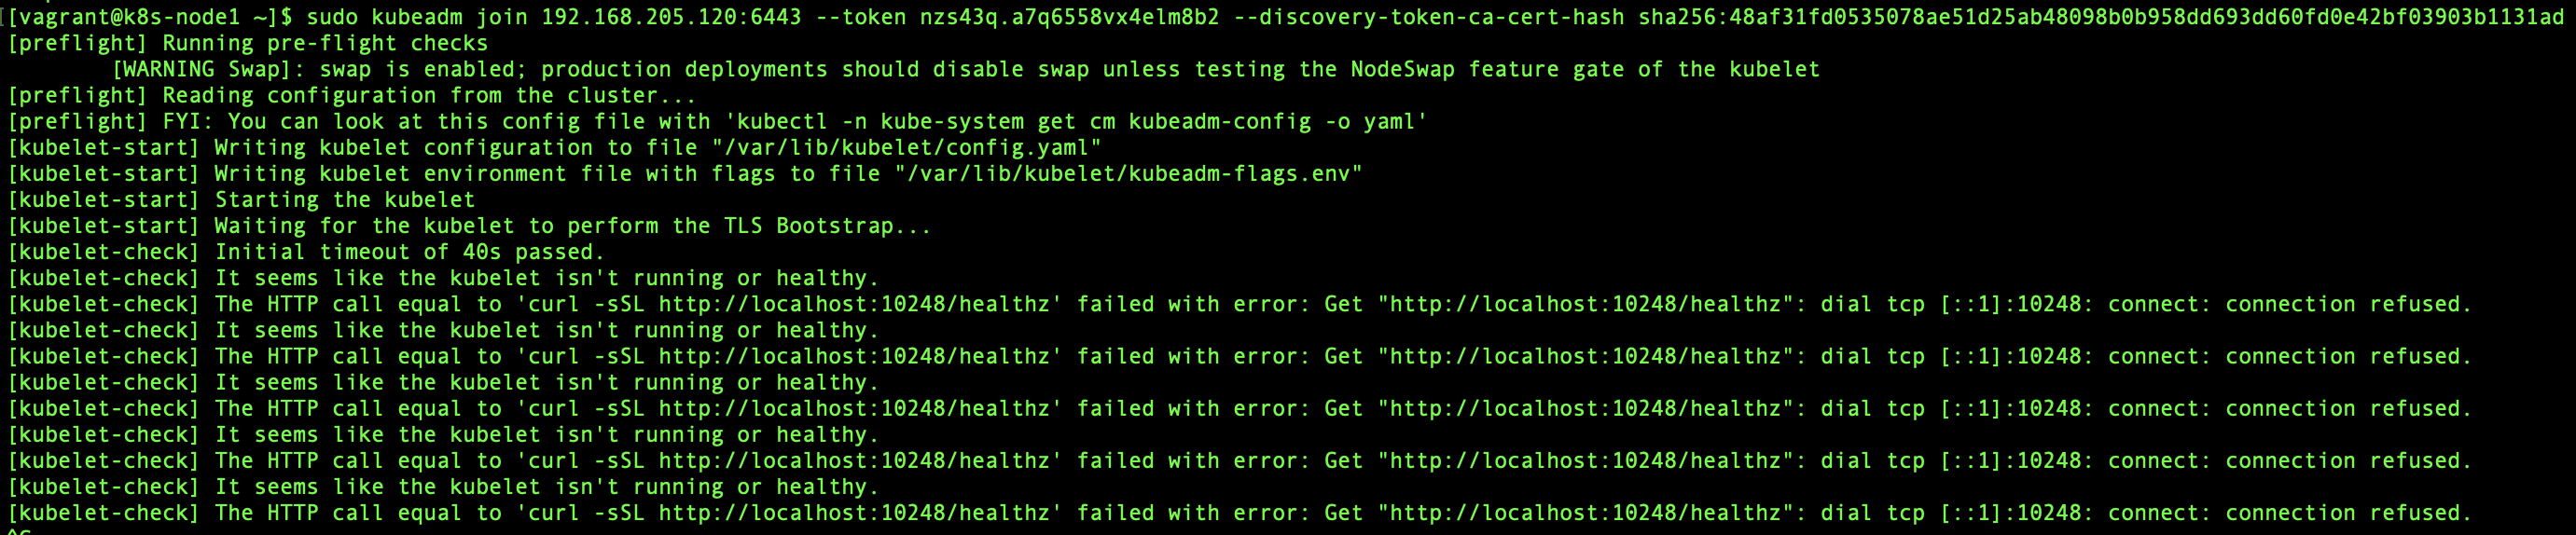 [vagrant@k8s-node1 ~]$ sudo kubeadm join 192.168.205.120:6443 --token nzs43q.a7q6558vx4elm8b2 --discovery-token-ca-cert-hash sha256:48af31fd0535078ae51d25ab48098b0b958dd693dd60fd0e42bf03903b1131ad
[preflight] Running pre-flight checks
        [WARNING Swap]: swap is enabled; production deployments should disable swap unless testing the NodeSwap feature gate of the kubelet
[preflight] Reading configuration from the cluster...
[preflight] FYI: You can look at this config file with 'kubectl -n kube-system get cm kubeadm-config -o yaml'
[kubelet-start] Writing kubelet configuration to file "/var/lib/kubelet/config.yaml"
[kubelet-start] Writing kubelet environment file with flags to file "/var/lib/kubelet/kubeadm-flags.env"
[kubelet-start] Starting the kubelet
[kubelet-start] Waiting for the kubelet to perform the TLS Bootstrap...
[kubelet-check] Initial timeout of 40s passed.
[kubelet-check] It seems like the kubelet isn't running or healthy.
[kubelet-check] The HTTP call equal to 'curl -sSL http://localhost:10248/healthz' failed with error: Get "http://localhost:10248/healthz": dial tcp [::1]:10248: connect: connection refused.
[kubelet-check] It seems like the kubelet isn't running or healthy.
[kubelet-check] The HTTP call equal to 'curl -sSL http://localhost:10248/healthz' failed with error: Get "http://localhost:10248/healthz": dial tcp [::1]:10248: connect: connection refused.
[kubelet-check] It seems like the kubelet isn't running or healthy.
[kubelet-check] The HTTP call equal to 'curl -sSL http://localhost:10248/healthz' failed with error: Get "http://localhost:10248/healthz": dial tcp [::1]:10248: connect: connection refused.
[kubelet-check] It seems like the kubelet isn't running or healthy.
[kubelet-check] The HTTP call equal to 'curl -sSL http://localhost:10248/healthz' failed with error: Get "http://localhost:10248/healthz": dial tcp [::1]:10248: connect: connection refused.
[kubelet-check] It seems like the kubelet isn't running or healthy.
[kubelet-check] The HTTP call equal to 'curl -sSL http://localhost:10248/healthz' failed with error: Get "http://localhost:10248/healthz": dial tcp [::1]:10248: connect: connection refused.